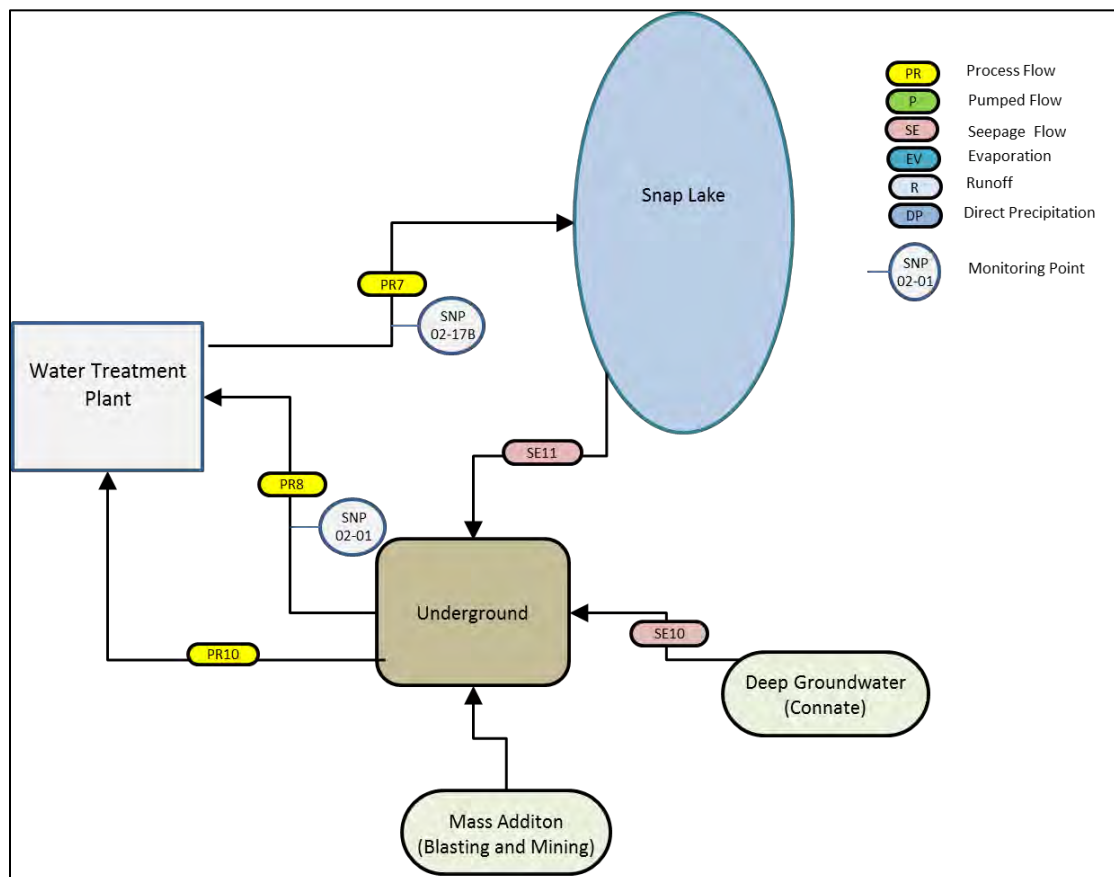 PR Process Flow
P Pumped Flow
SE Seepage Flow
EV Evaporation
R Runoff
DP Direct Precipitation
SNP
02-01
Monitoring Point
Snap Lake
PR7
SNP
02-17B
Water Treatment
Plant
SE11
PR8
SNP
02-01
Underground
SE10
PR10
Deep Groundwater
(Connate)
Mass Additon
(Blasting and Mining)